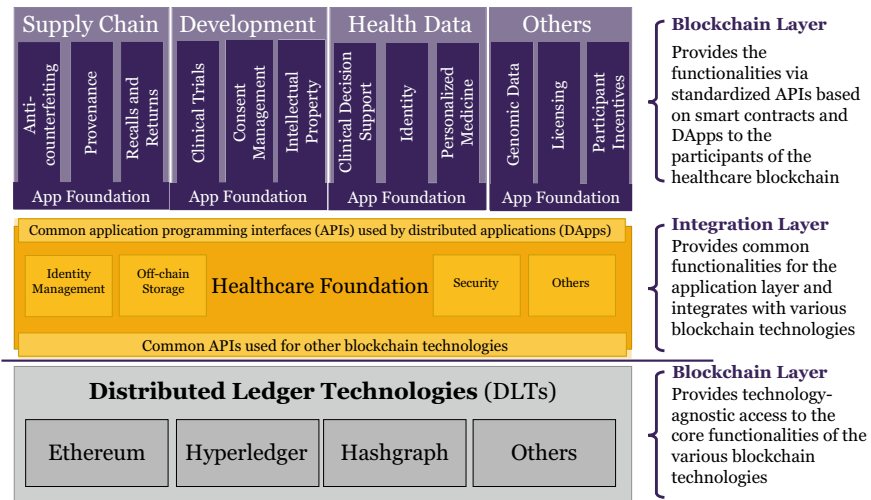 Supply Chain
Anti-
counterfeiting
Provenance
Recalls and
Returns
App Foundation
Development
Clinical Trials
Consent
Management
Intellectual
Property
App Foundation
Health Data
Clinical Decision
Support
Identity
Personalized
Medicine
App Foundation
Others
Genomic Data
Licensing
Participant
Incentives
App Foundation
Blockchain Layer
Provides the
functionalities via
standardized APIs based
on smart contracts and
DApps to the
participants of the
healthcare blockchain
Common application programming interfaces (APIs) used by distributed applications (DApps)
Identity
Management
Off-chain
Storage
Healthcare Foundation
Security
Others
Common APIs used for other blockchain technologies
Integration Layer
Provides common
functionalities for the
application layer and
integrates with various
blockchain technologies
Distributed Ledger Technologies (DLTs)
Ethereum
Hyperledger
Hashgraph
Others
Blockchain Layer
Provides technology-
agnostic access to the
core functionalities of the
various blockchain
technologies